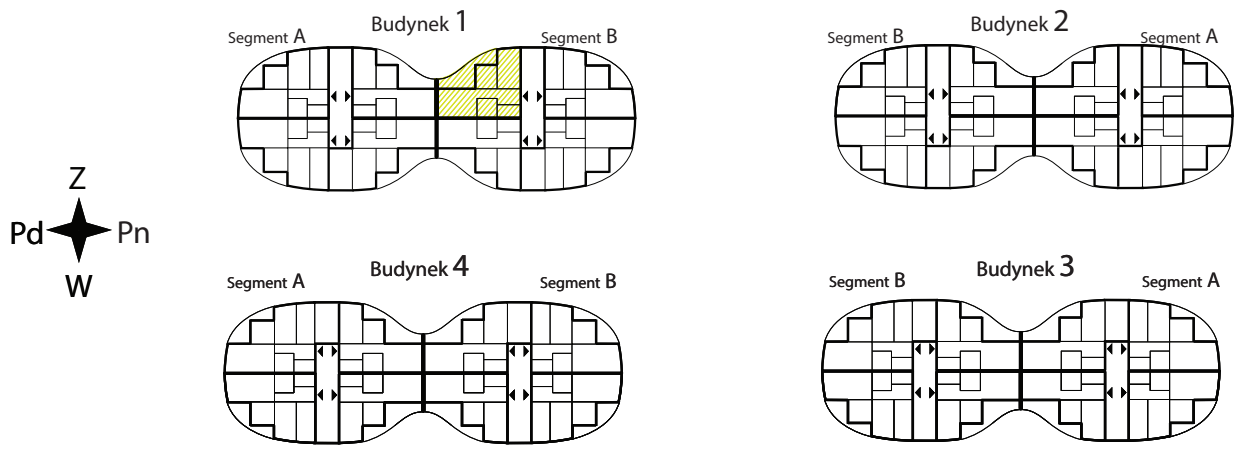 Budynek 1
Segment A
Segment B
Budynek 2
Segment B
Segment A
Z
Pd
Pn
W
Budynek 4
Segment A
Segment B
Budynek 3
Segment B
Segment A